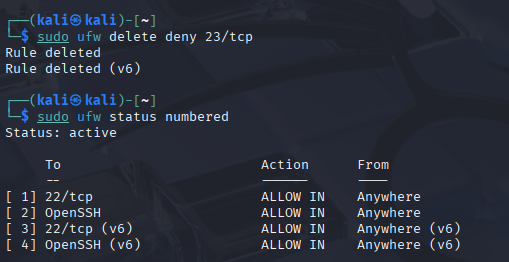 ┌──(kali㉿kali)-[~]
└─$ sudo ufw delete deny 23/tcp
Rule deleted
Rule deleted (v6)
┌──(kali㉿kali)-[~]
└─$ sudo ufw status numbered
Status: active
     To                         Action      From
     --                         ------      ----
[ 1] 22/tcp                     ALLOW IN    Anywhere
[ 2] OpenSSH                    ALLOW IN    Anywhere
[ 3] 22/tcp (v6)                ALLOW IN    Anywhere (v6)
[ 4] OpenSSH (v6)               ALLOW IN    Anywhere (v6)